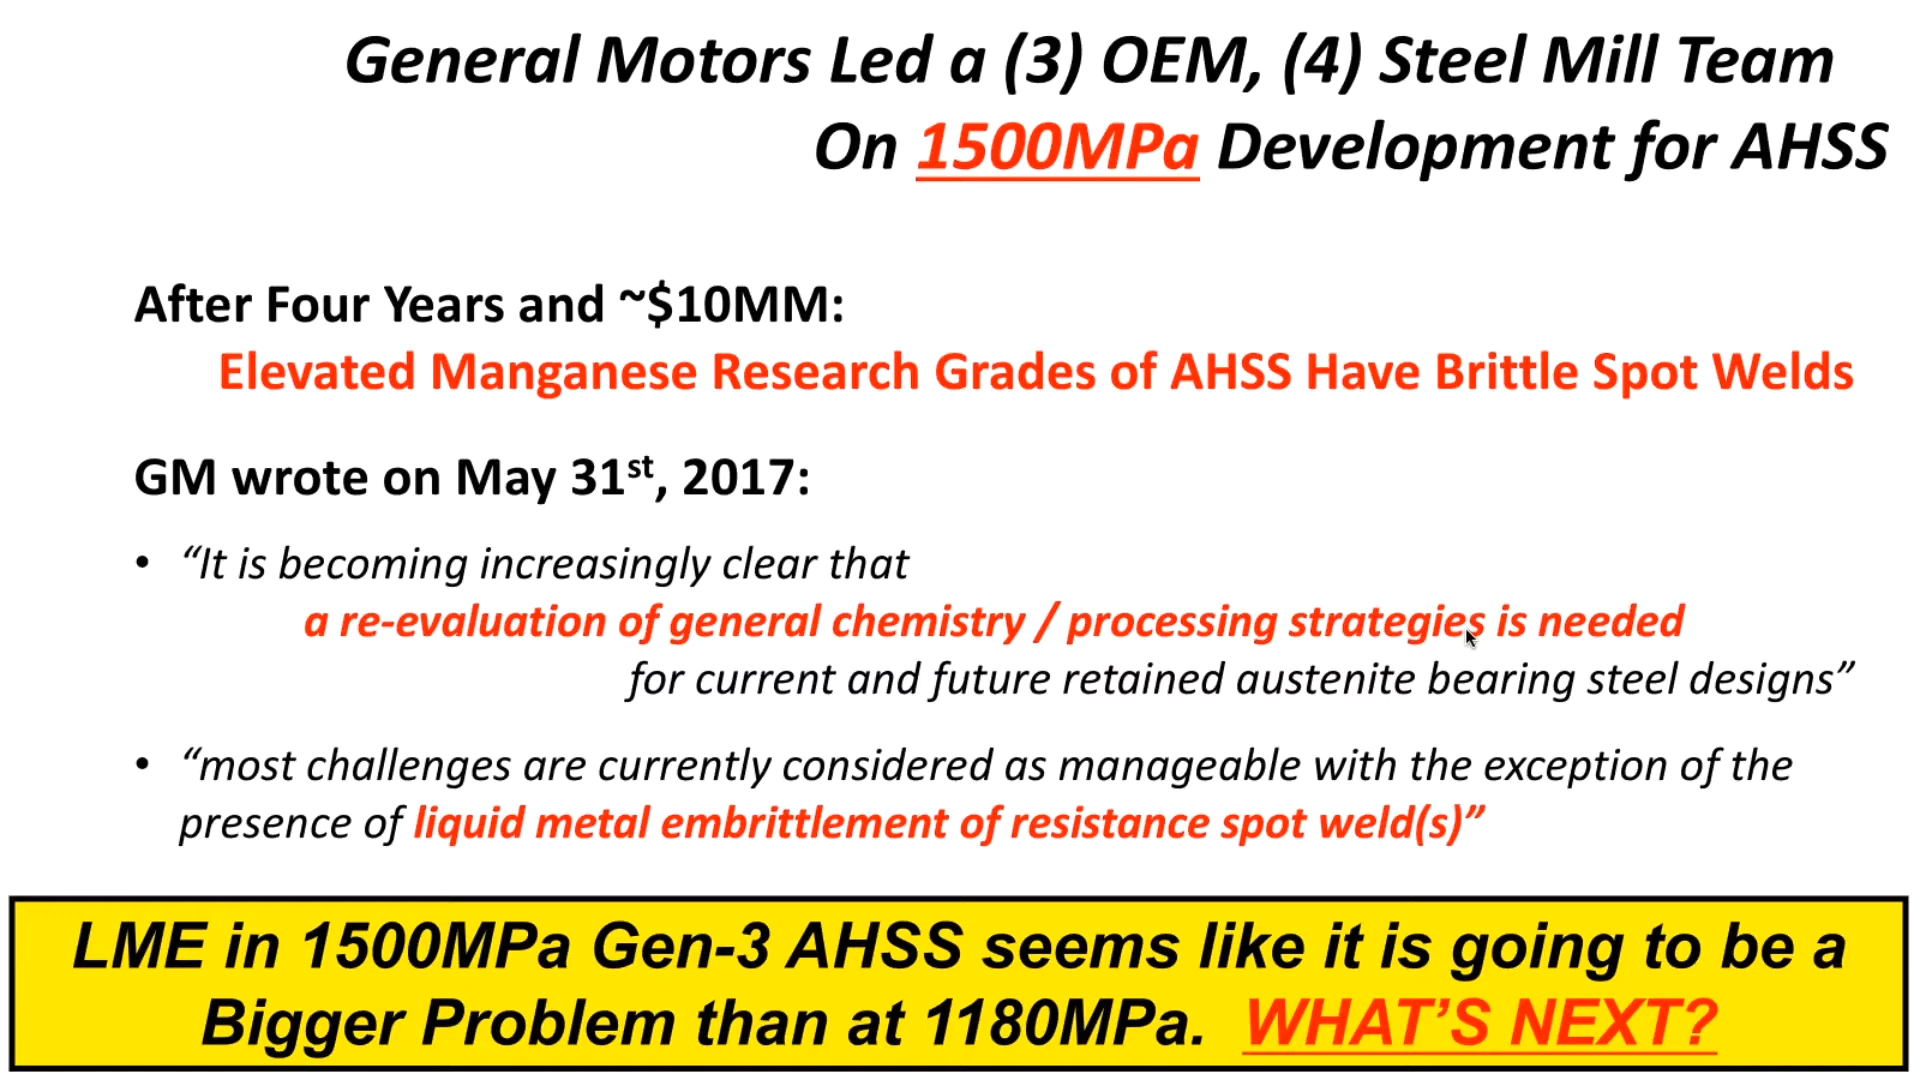 General Motors Led a (3) OEM, (4) Steel Mill Team
On 1500MPa Development for AHSS
After Four Years and ~$10MM:
Elevated Manganese Research Grades of AHSS Have Brittle Spot Welds
GM wrote on May 31st, 2017:
• “It is becoming increasingly clear that
a re-evaluation of general chemistry / processing strategies is needed
for current and future retained austenite bearing steel designs”
• “most challenges are currently considered as manageable with the exception of the
presence of liquid metal embrittlement of resistance spot weld(s)”
LME in 1500MPa Gen-3 AHSS seems like it is going to be a
Bigger Problem than at 1180MPa. WHAT’S NEXT?